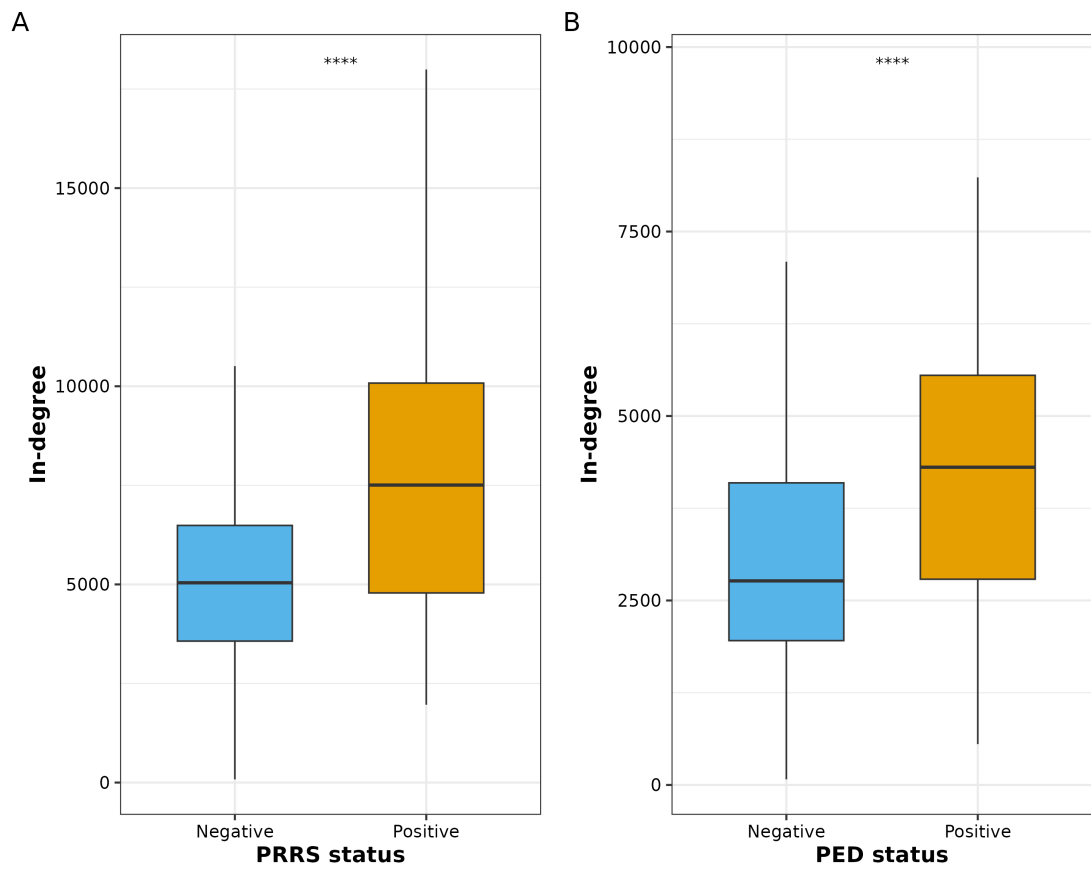 A
****
15000
10000
5000
0
In-degree
Negative Positive
PRRS status
B
****
10000
7500
5000
2500
0
In-degree
Negative Positive
PED status